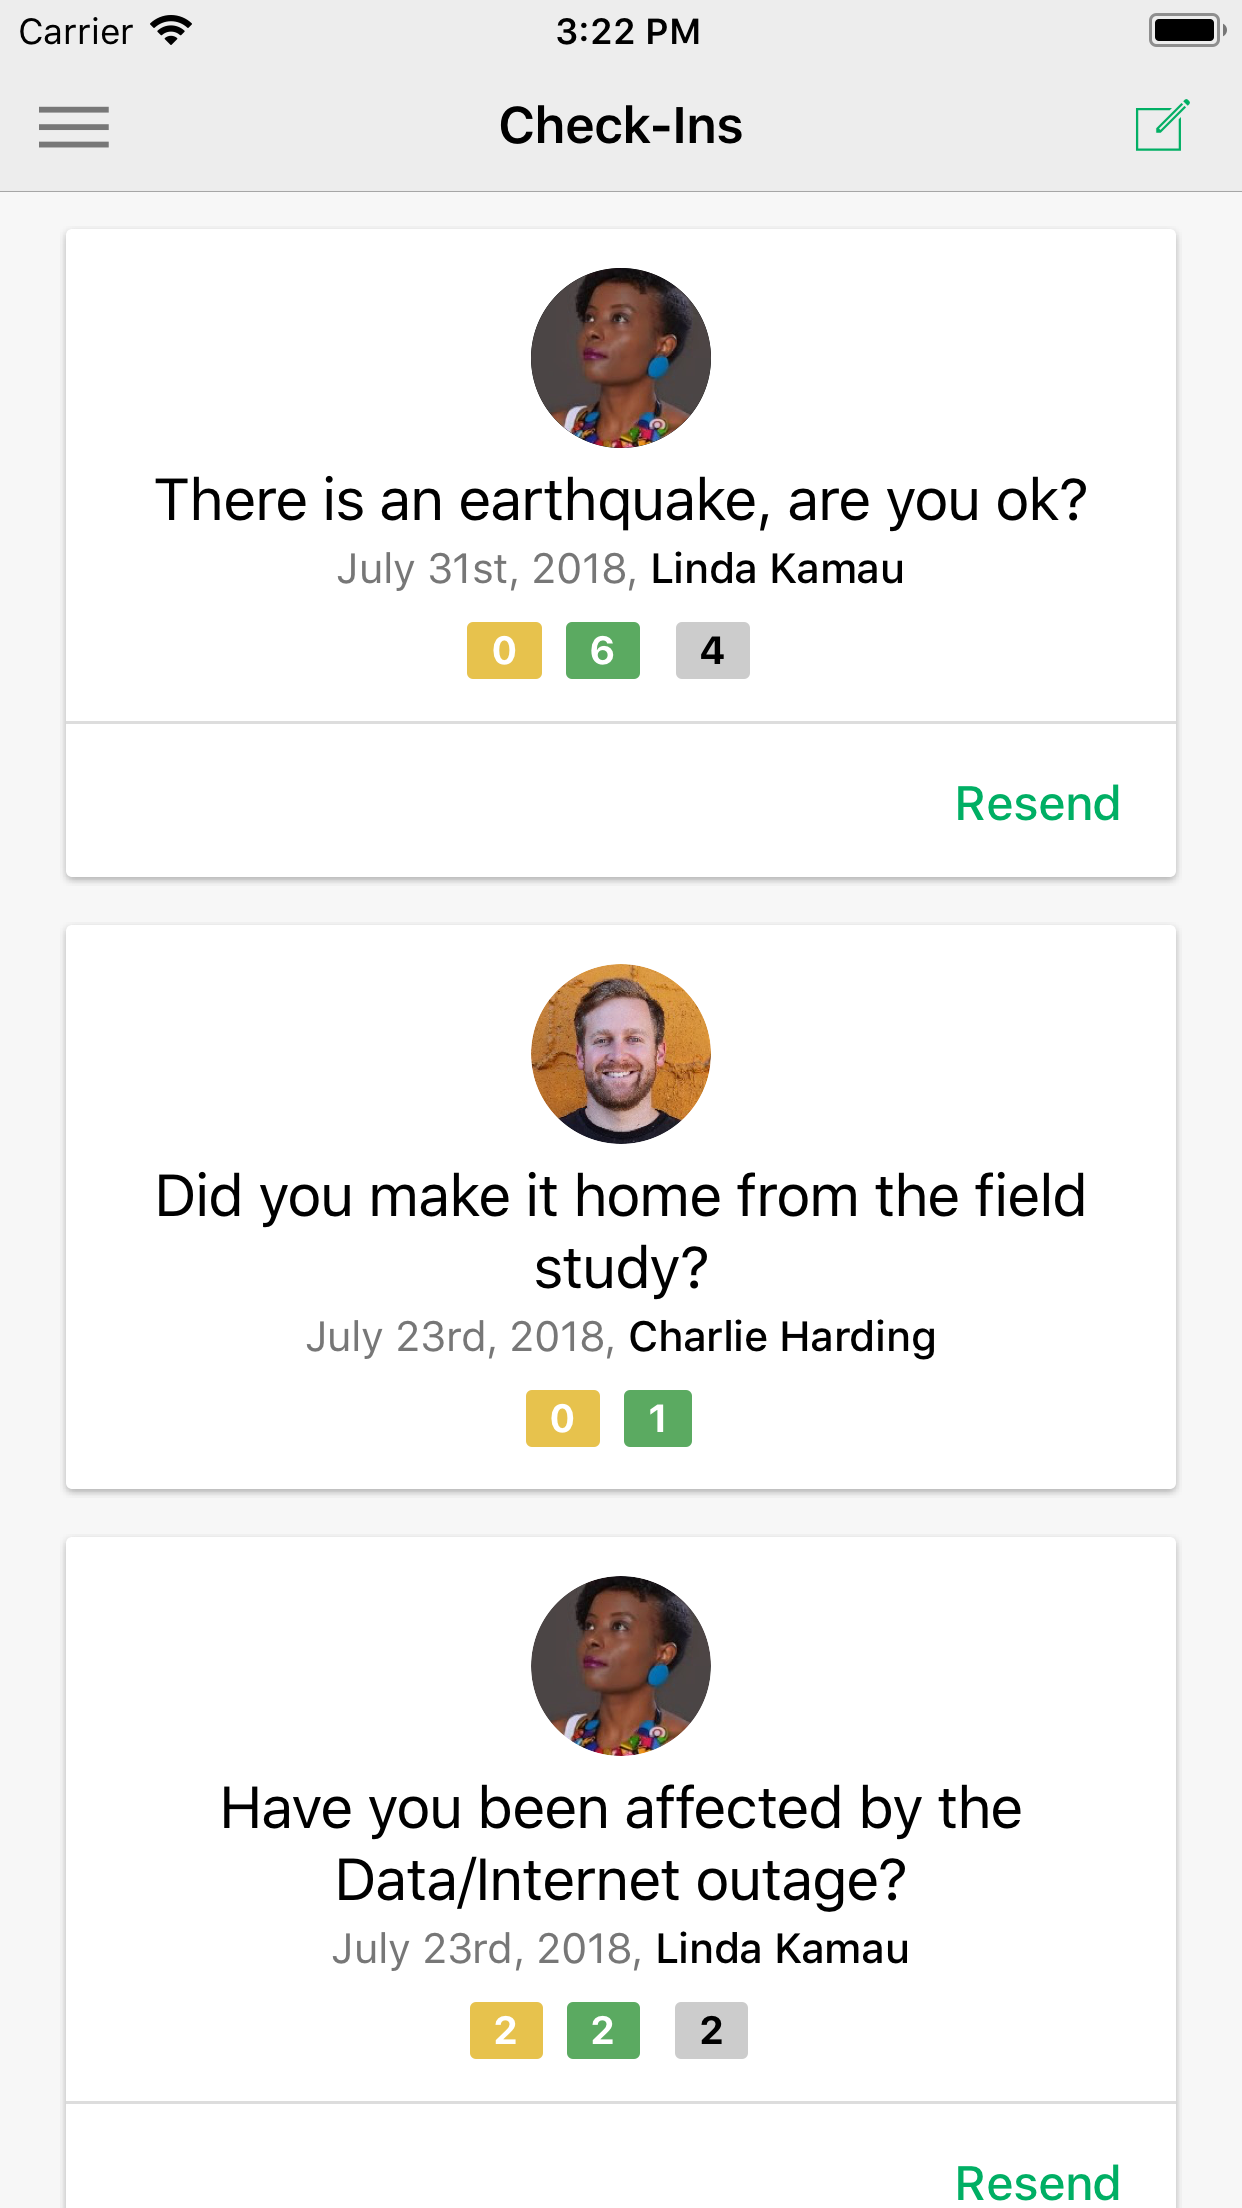 Carrier 3:22 PM
Check-Ins
There is an earthquake, are you ok?
July 31st, 2018, Linda Kamau
0 6 4
Resend
Did you make it home from the field
study?
July 23rd, 2018, Charlie Harding
0 1
Have you been affected by the
Data/Internet outage?
July 23rd, 2018, Linda Kamau
2 2 2
Resend